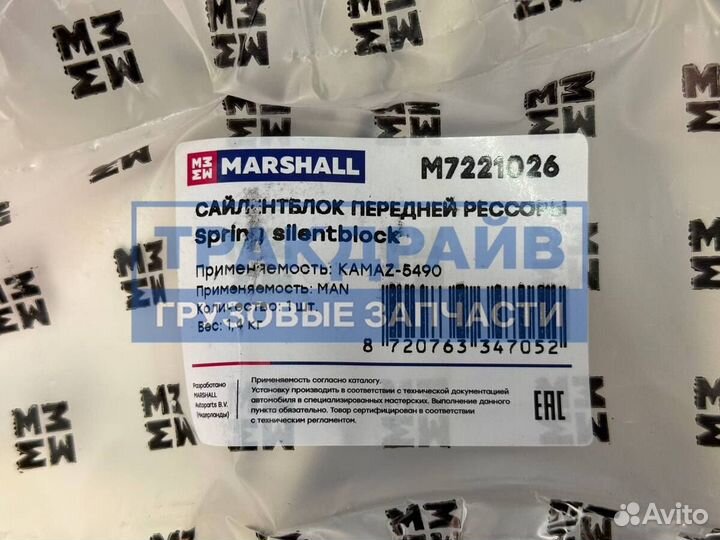 MARSHALL
M7221026
САЙЛЕНТБЛОК ПЕРЕДНЕЙ РЕССОРЫ
spring silentblock
ТРАКДРАЙВ
Применяемость: KAMAZ-5490
Применяемость: MAN
ГРУЗОВЫЕ ЗАПЧАСТИ
Количество: 1 шт.
Вес: 1,4 кг
8 720763 347052
Разработано
MARSHALL
Autoparts B.V.
(Нидерланды)
Применяемость согласно каталогу.
Установку производить в соответствии с технической документацией
автомобиля в специализированных мастерских. Выполнение данного
пункта обязательно. Товар сертифицирован в соответствии
с техническим регламентом.
EAC
Avito